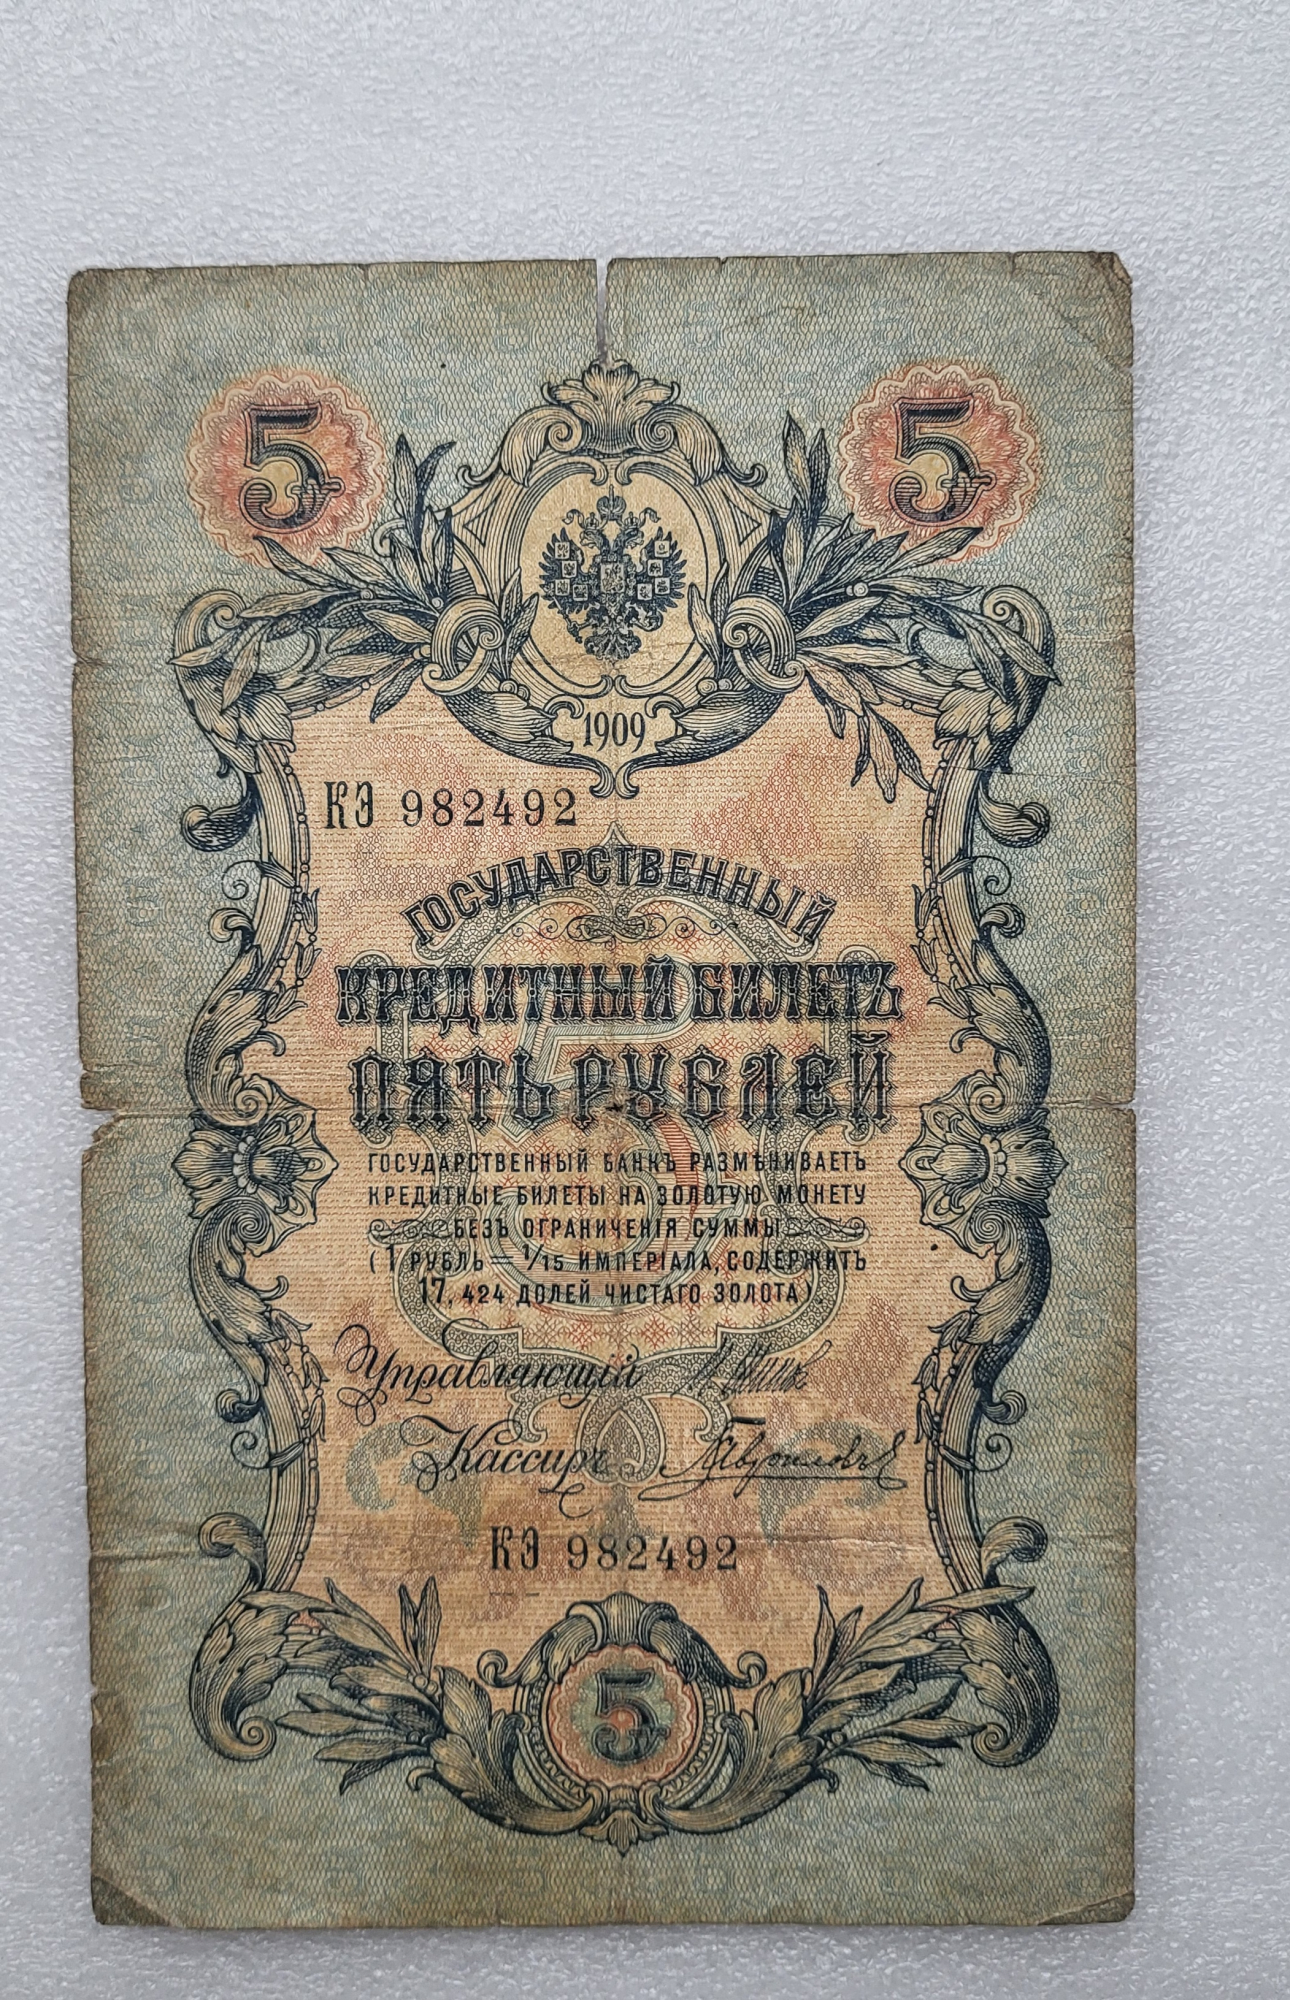 5 5
1909
КЭ 982492
ГОСУДАРСТВЕННЫЙ
КРЕДИТНЫЙ БИЛЕТЪ
ПЯТЬ РУБЛЕЙ
ГОСУДАРСТВЕННЫЙ БАНКЪ РАЗМѢНИВАЕТЪ
КРЕДИТНЫЕ БИЛЕТЫ НА ЗОЛОТУЮ МОНЕТУ
БЕЗЪ ОГРАНИЧЕНІЯ СУММЫ
(1 РУБЛЬ = 1/15 ИМПЕРІАЛА, СОДЕРЖИТЪ
17,424 ДОЛЕЙ ЧИСТАГО ЗОЛОТА)
Управляющій
Кассиръ Гавриловъ
КЭ 982492
5